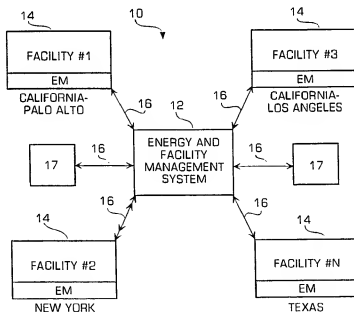 10
14
FACILITY #1
EM
CALIFORNIA-
PALO ALTO
14
FACILITY #3
EM
CALIFORNIA-
LOS ANGELES
16
12
16
ENERGY AND
FACILITY
MANAGEMENT
SYSTEM
17
16
16
17
14
16
16
14
FACILITY #2
EM
NEW YORK
FACILITY #N
EM
TEXAS